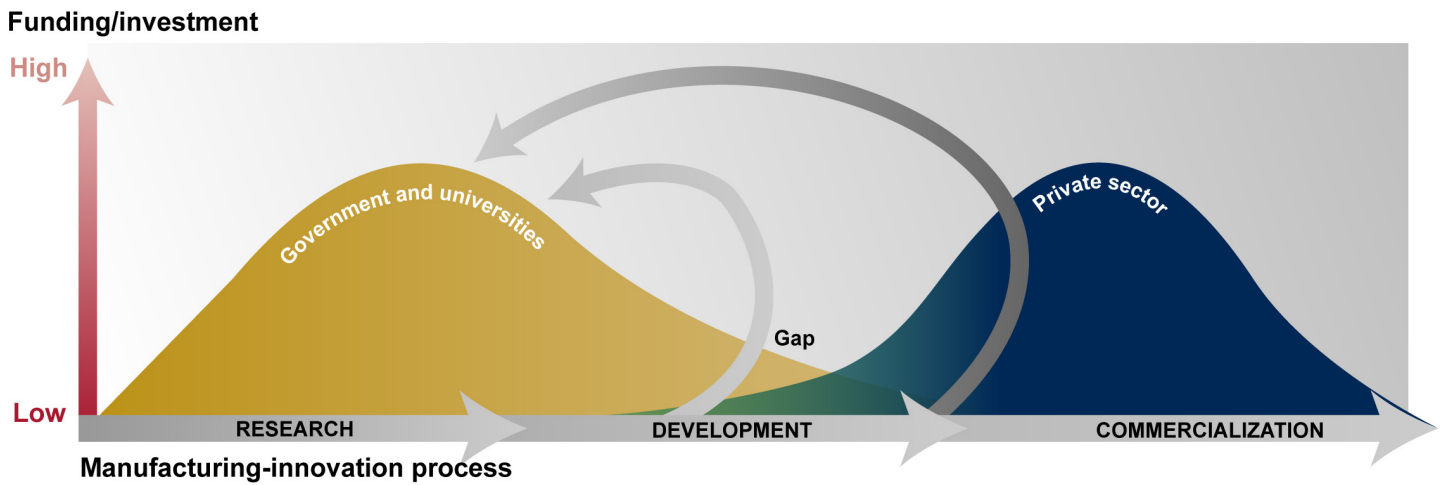 Funding/investment
High
Government and universities
Private sector
Gap
Low
RESEARCH
DEVELOPMENT
COMMERCIALIZATION
Manufacturing-innovation process